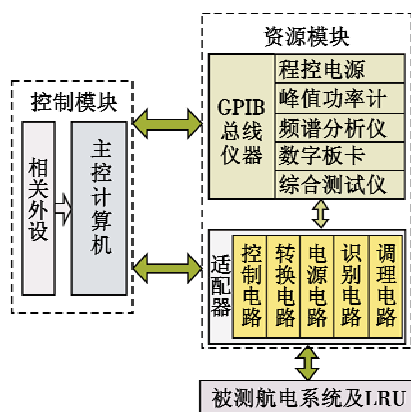 资源模块
控制模块
GPIB
总线
仪器
程控电源
峰值功率计
频谱分析仪
数字板卡
综合测试仪
相关外设
主控计算机
适配器
控制电路
转换电路
电源电路
识别电路
调理电路
被测航电系统及LRU